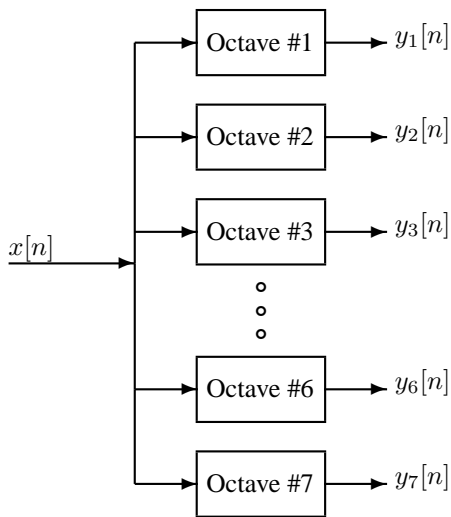 Octave #1 y₁[n]
Octave #2 y₂[n]
Octave #3 y₃[n]
x[n]
Octave #6 y₆[n]
Octave #7 y₇[n]